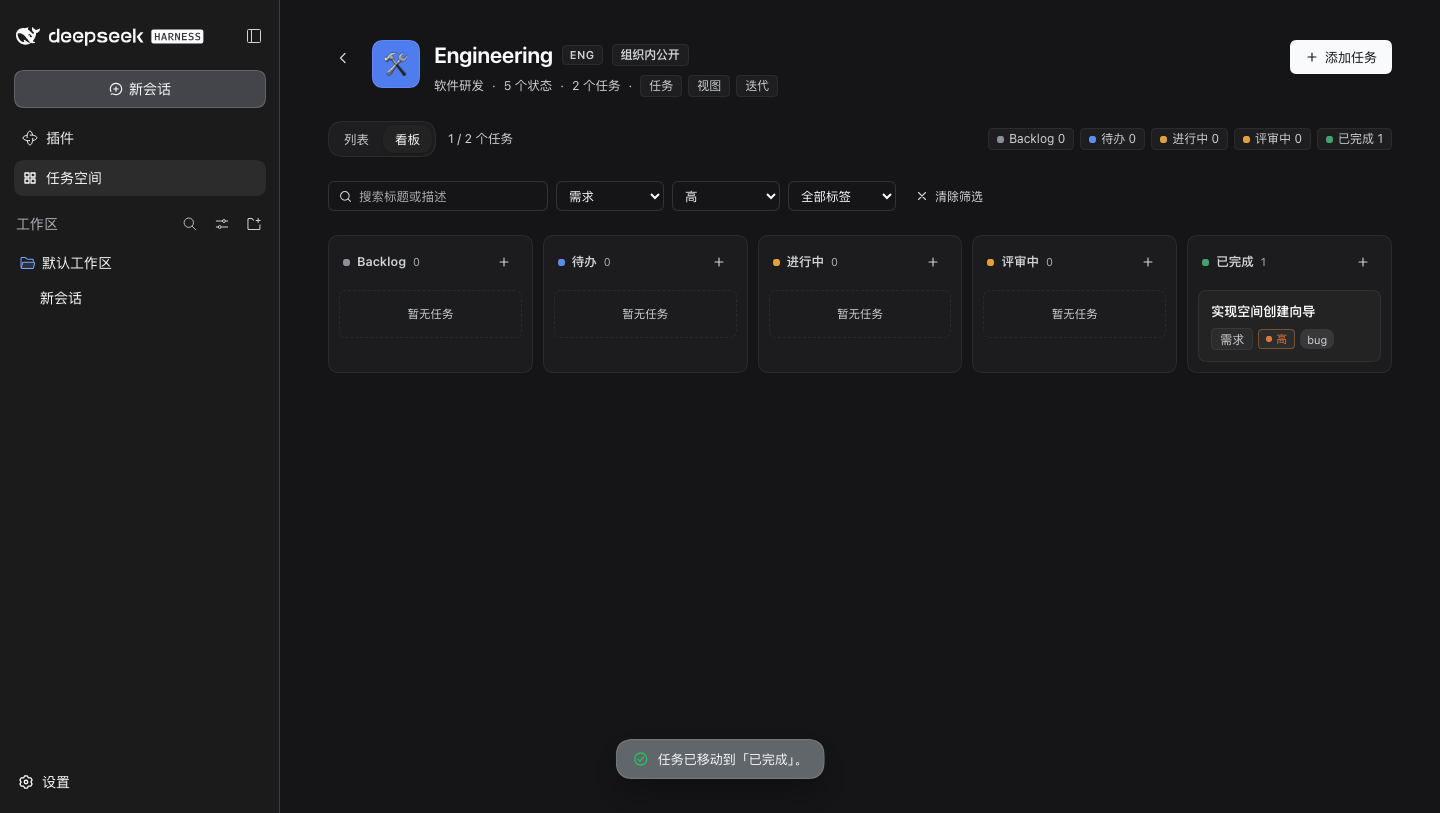 deepseek HARNESS
新会话
插件
任务空间
工作区
默认工作区
新会话
设置
Engineering ENG 组织内公开
软件研发 · 5 个状态 · 2 个任务 · 任务 视图 迭代
添加任务
列表 看板 1 / 2 个任务
Backlog 0 待办 0 进行中 0 评审中 0 已完成 1
搜索标题或描述 需求 高 全部标签 清除筛选
Backlog 0
暂无任务
待办 0
暂无任务
进行中 0
暂无任务
评审中 0
暂无任务
已完成 1
实现空间创建向导
需求 高 bug
任务已移动到「已完成」。